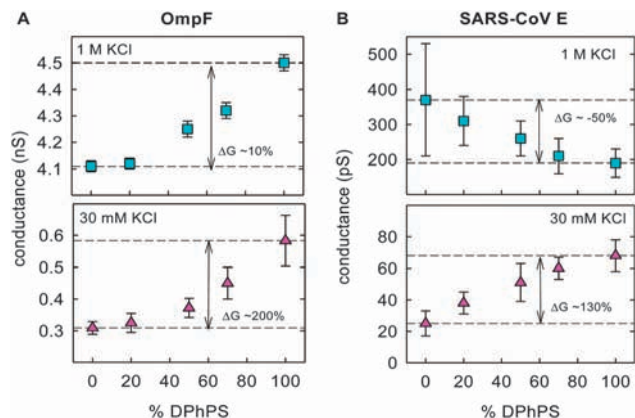 A
OmpF
1 M KCl
4.5
4.4
4.3
4.2
4.1
ΔG ~10%
conductance (nS)
30 mM KCl
0.6
0.5
0.4
0.3
ΔG ~200%
0 20 40 60 80 100
% DPhPS
B
SARS-CoV E
1 M KCl
500
400
300
200
ΔG ~ -50%
conductance (pS)
30 mM KCl
80
60
40
20
0
ΔG ~130%
0 20 40 60 80 100
% DPhPS